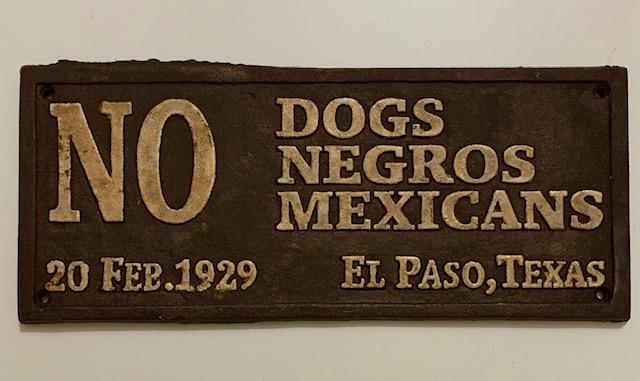 NO
DOGS
NEGROS
MEXICANS
20 FEB.1929 EL PASO,TEXAS